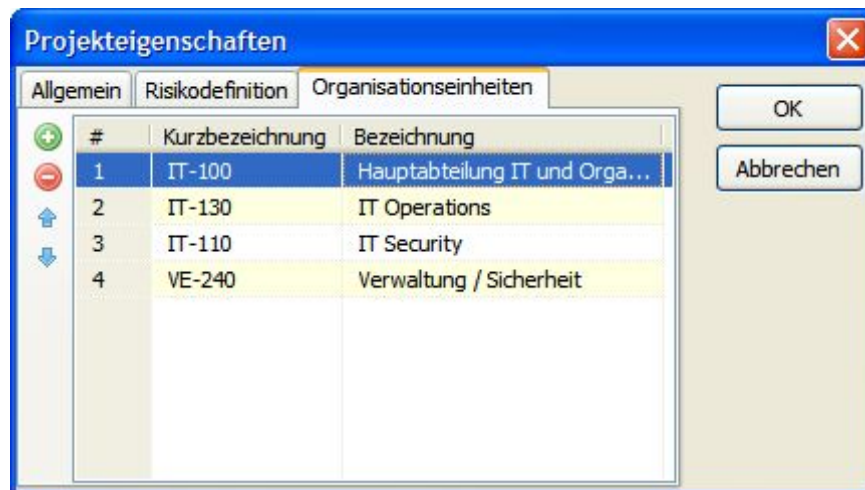 Projekteigenschaften
Allgemein Risikodefinition Organisationseinheiten
OK
Abbrechen
# Kurzbezeichnung Bezeichnung
1 IT-100 Hauptabteilung IT und Orga...
2 IT-130 IT Operations
3 IT-110 IT Security
4 VE-240 Verwaltung / Sicherheit